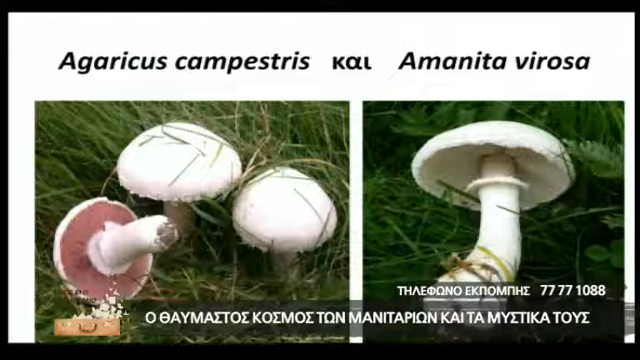 Agaricus campestris και Amanita virosa
ΤΗΛΕΦΩΝΟ ΕΚΠΟΜΠΗΣ 77 77 1088
Ο ΘΑΥΜΑΣΤΟΣ ΚΟΣΜΟΣ ΤΩΝ ΜΑΝΙΤΑΡΙΩΝ ΚΑΙ ΤΑ ΜΥΣΤΙΚΑ ΤΟΥΣ